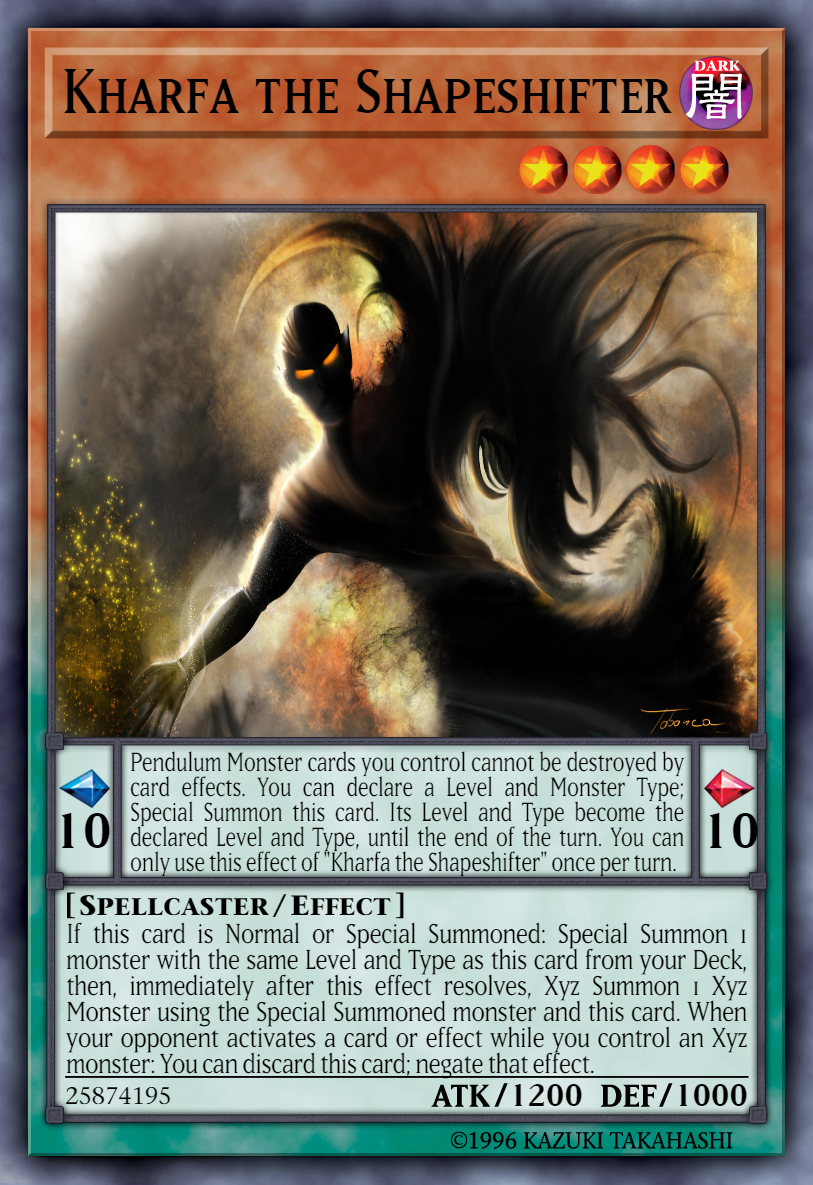 Kharfa the Shapeshifter
DARK
闇
Tobonca
Pendulum Monster cards you control cannot be destroyed by
card effects. You can declare a Level and Monster Type;
Special Summon this card. Its Level and Type become the
declared Level and Type, until the end of the turn. You can
only use this effect of "Kharfa the Shapeshifter" once per turn.
10
10
[Spellcaster/Effect]
If this card is Normal or Special Summoned: Special Summon 1
monster with the same Level and Type as this card from your Deck,
then, immediately after this effect resolves, Xyz Summon 1 Xyz
Monster using the Special Summoned monster and this card. When
your opponent activates a card or effect while you control an Xyz
monster: You can discard this card; negate that effect.
25874195 ATK/1200 DEF/1000
©1996 KAZUKI TAKAHASHI